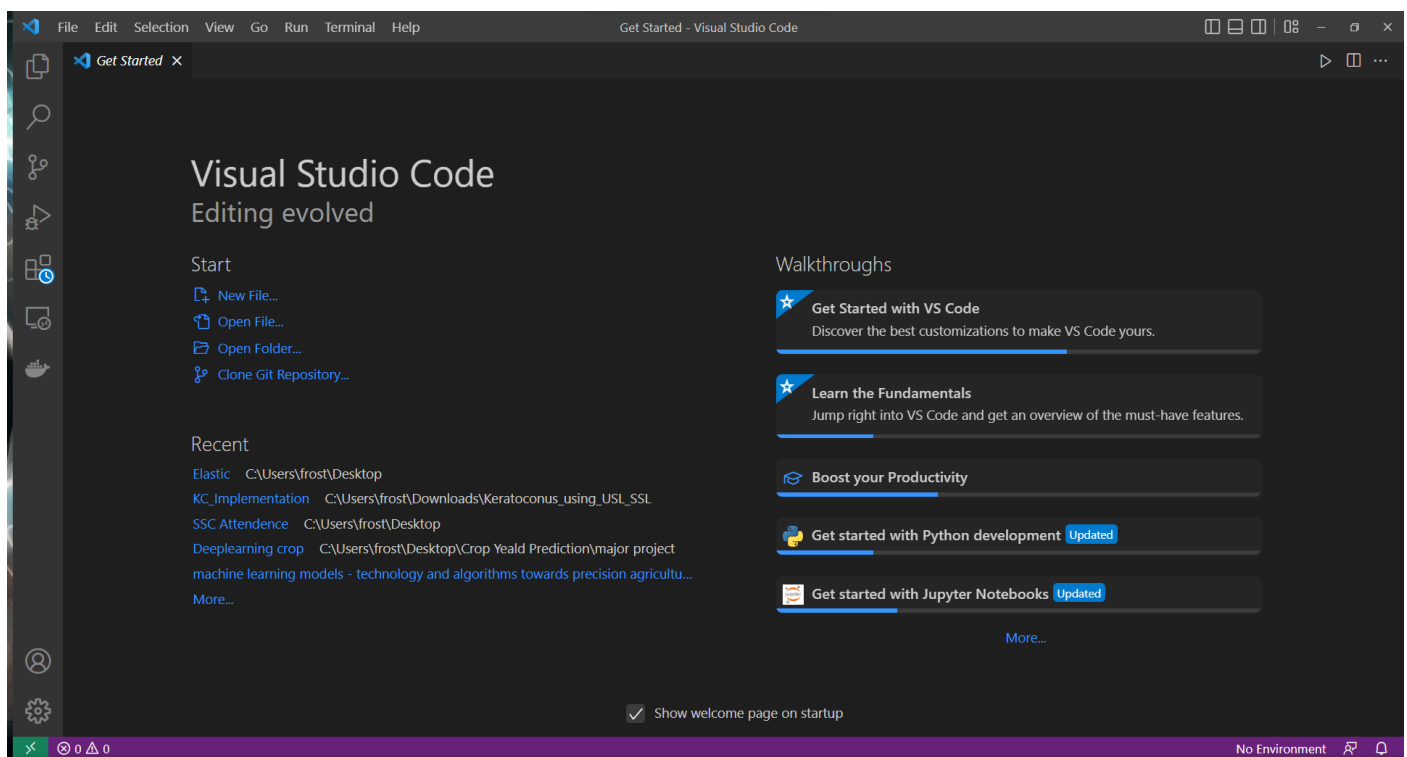 File Edit Selection View Go Run Terminal Help Get Started - Visual Studio Code
Get Started
Visual Studio Code
Editing evolved
Start
New File...
Open File...
Open Folder...
Clone Git Repository...
Recent
Elastic C:\Users\frost\Desktop
KC_Implementation C:\Users\frost\Downloads\Keratoconus_using_USL_SSL
SSC Attendence C:\Users\frost\Desktop
Deeplearning crop C:\Users\frost\Desktop\Crop Yeald Prediction\major project
machine learning models - technology and algorithms towards precision agricultu...
More...
Walkthroughs
Get Started with VS Code
Discover the best customizations to make VS Code yours.
Learn the Fundamentals
Jump right into VS Code and get an overview of the must-have features.
Boost your Productivity
Get started with Python development Updated
Get started with Jupyter Notebooks Updated
More...
Show welcome page on startup
0 0 No Environment